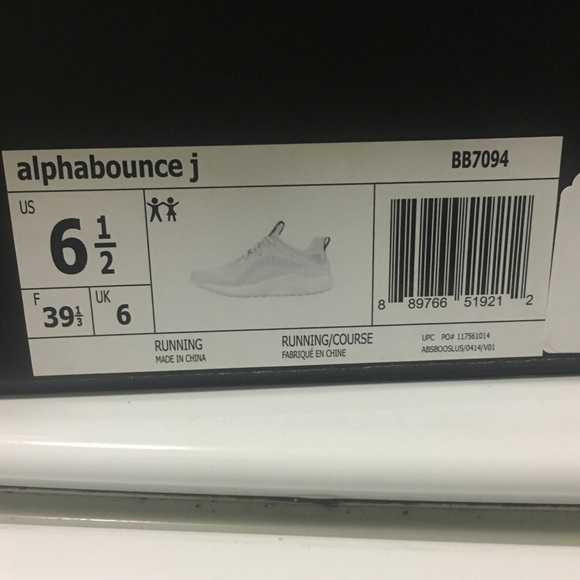 alphabounce j BB7094
US
6 1/2
F 39 1/3 UK 6
8 89766 51921 2
RUNNING RUNNING/COURSE
MADE IN CHINA FABRIQUÉ EN CHINE
UPC PO# 117561014
ABSBOOSLUS/0414/V01